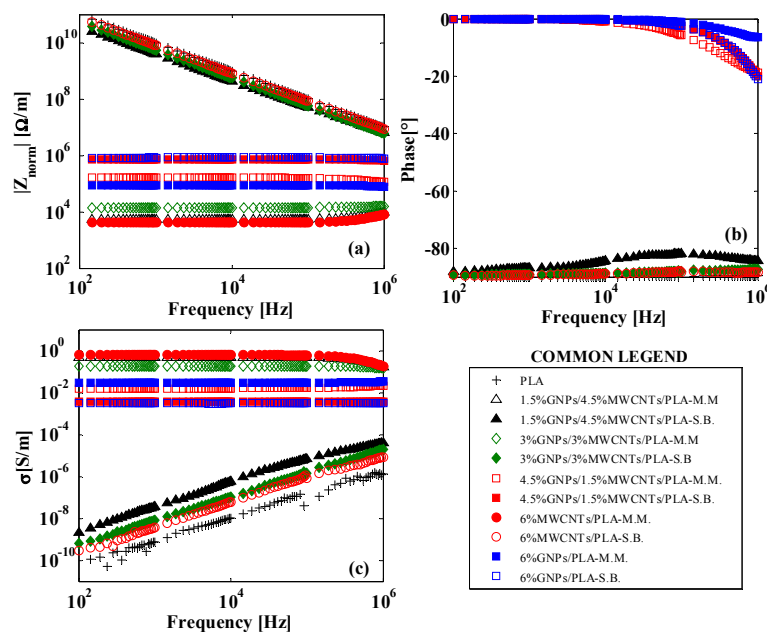 10^10
10^8
10^6
10^4
10^2
|Z_norm| [Ω/m]
(a)
10^2
10^4
10^6
Frequency [Hz]
0
-20
-40
-60
-80
Phase[°]
(b)
10^2
10^4
10^6
Frequency [Hz]
10^0
10^-2
10^-4
10^-6
10^-8
10^-10
σ[S/m]
(c)
10^2
10^4
10^6
Frequency [Hz]
COMMON LEGEND
PLA
1.5%GNPs/4.5%MWCNTs/PLA-M.M
1.5%GNPs/4.5%MWCNTs/PLA-S.B.
3%GNPs/3%MWCNTs/PLA-M.M
3%GNPs/3%MWCNTs/PLA-S.B
4.5%GNPs/1.5%MWCNTs/PLA-M.M.
4.5%GNPs/1.5%MWCNTs/PLA-S.B.
6%MWCNTs/PLA-M.M.
6%MWCNTs/PLA-S.B.
6%GNPs/PLA-M.M.
6%GNPs/PLA-S.B.